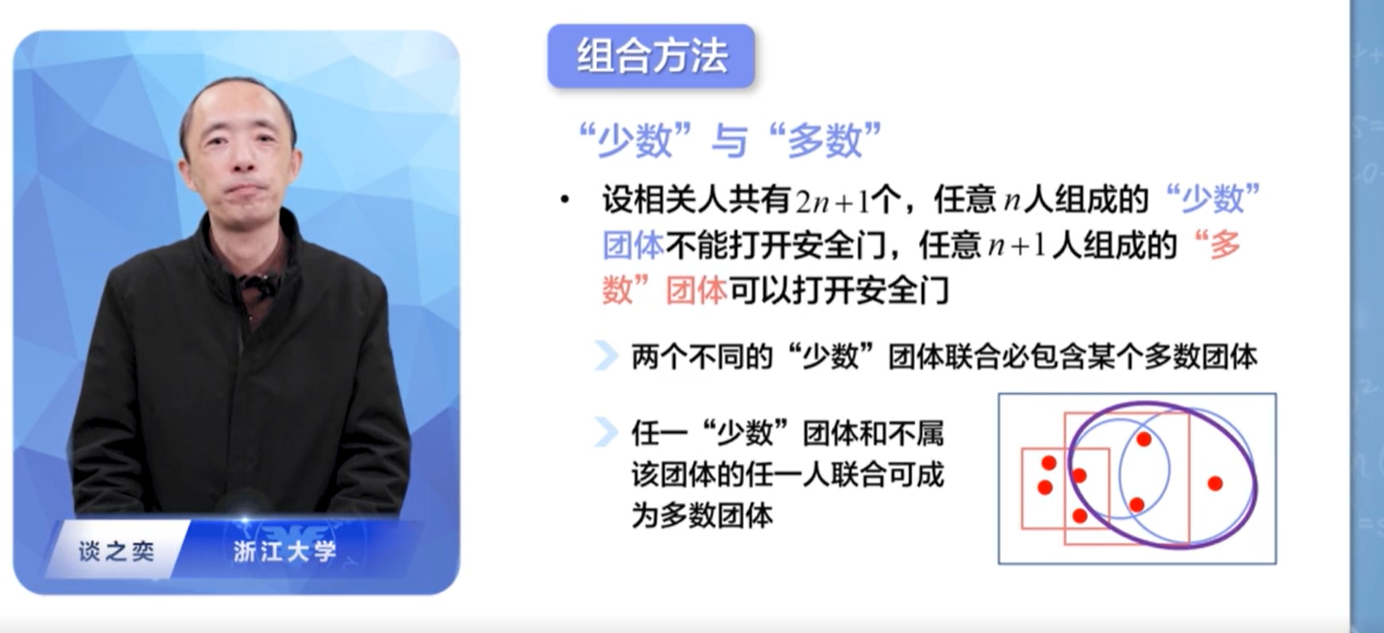 组合方法
“少数”与“多数”
• 设相关人共有2n+1个，任意n人组成的“少数”
团体不能打开安全门，任意n+1人组成的“多
数”团体可以打开安全门
两个不同的“少数”团体联合必包含某个多数团体
任一“少数”团体和不属
该团体的任一人联合可成
为多数团体
谈之奕 浙江大学